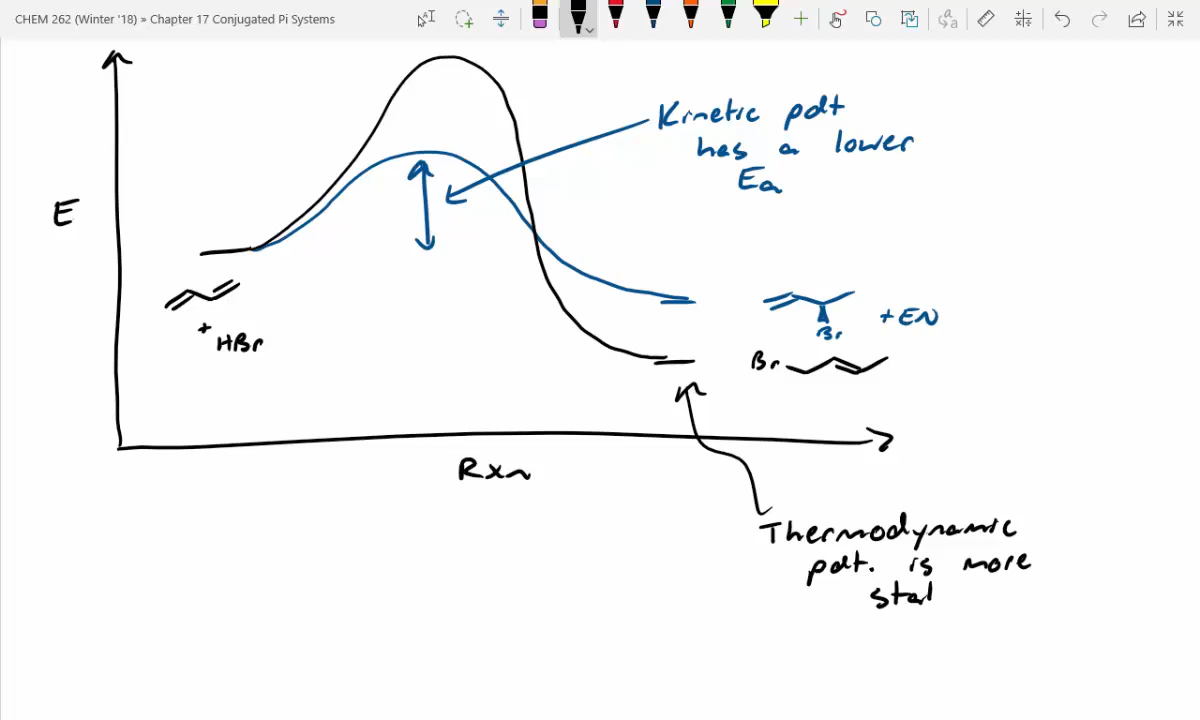 CHEM 262 (Winter '18) » Chapter 17 Conjugated Pi Systems
Kinetic pdt
has a lower
Ea
E
+ HBr
Br
+ EN
Br
Rxn
Thermodynamic
pdt. is more
stal